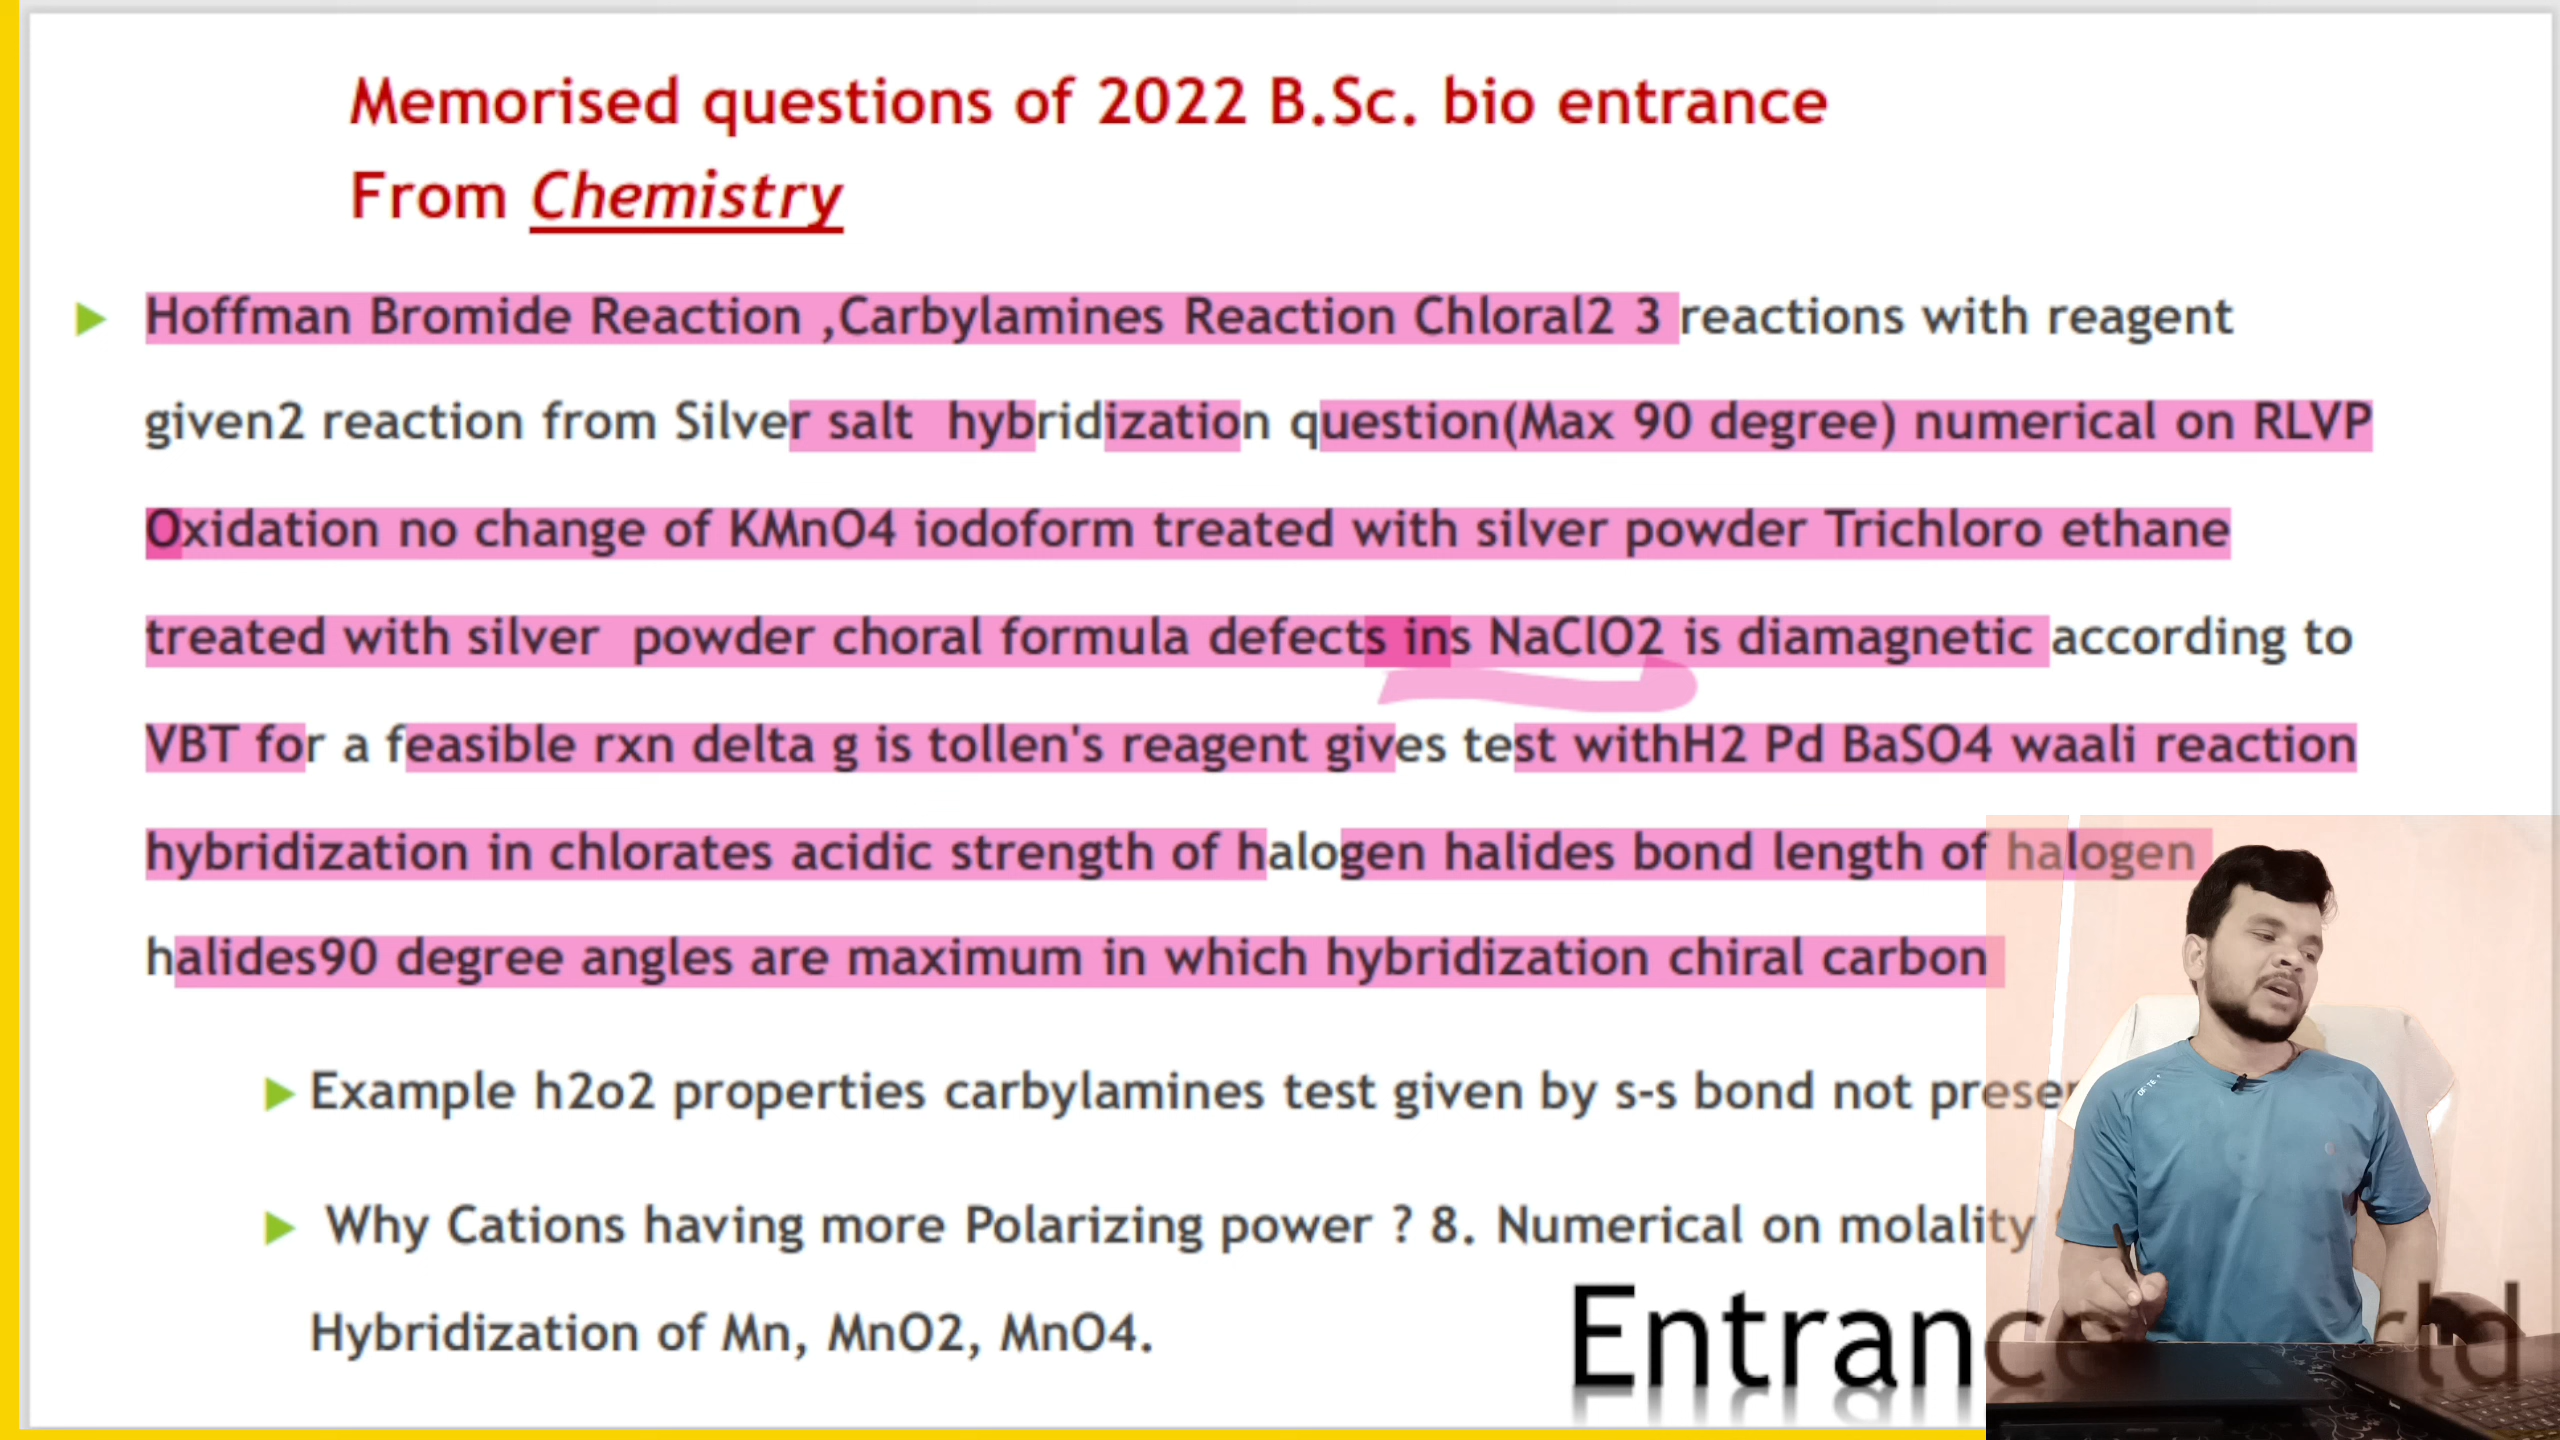 Memorised questions of 2022 B.Sc. bio entrance
From Chemistry
Hoffman Bromide Reaction ,Carbylamines Reaction Chloral2 3 reactions with reagent
given2 reaction from Silver salt hybridization question(Max 90 degree) numerical on RLVP
Oxidation no change of KMnO4 iodoform treated with silver powder Trichloro ethane
treated with silver powder choral formula defects ins NaClO2 is diamagnetic according to
VBT for a feasible rxn delta g is tollen's reagent gives test withH2 Pd BaSO4 waali reaction
hybridization in chlorates acidic strength of halogen halides bond length of halogen
halides90 degree angles are maximum in which hybridization chiral carbon
Example h2o2 properties carbylamines test given by s-s bond not
Why Cations having more Polarizing power ? 8. Numerical on molality
Hybridization of Mn, MnO2, MnO4.